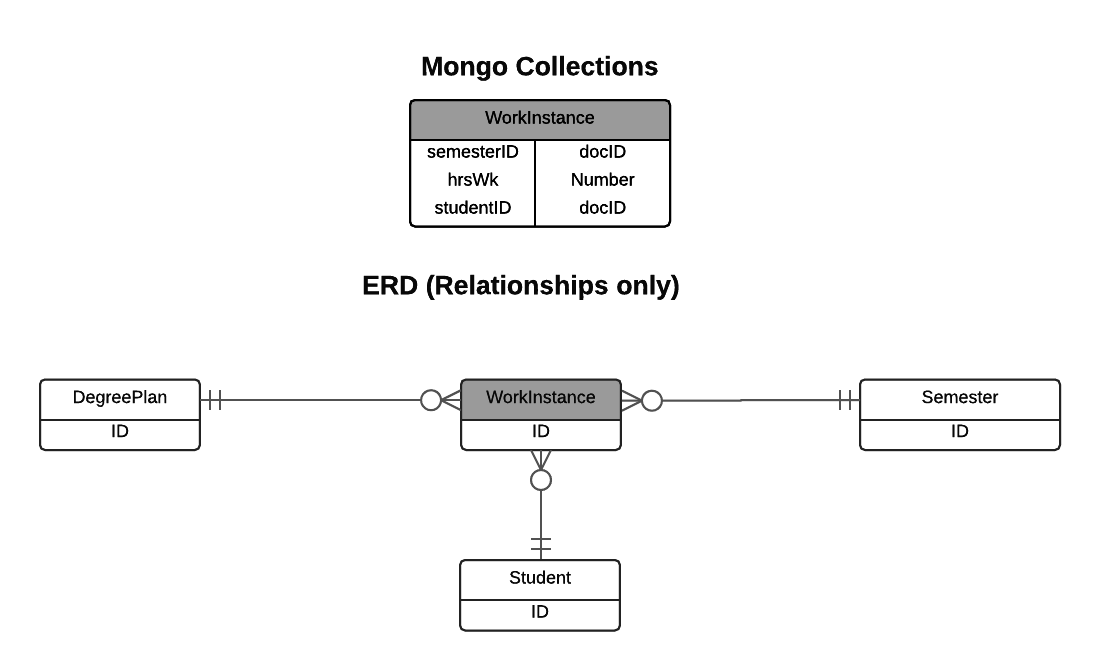 Mongo Collections
WorkInstance
semesterID docID
hrsWk Number
studentID docID
ERD (Relationships only)
DegreePlan WorkInstance Semester
ID ID ID
Student
ID